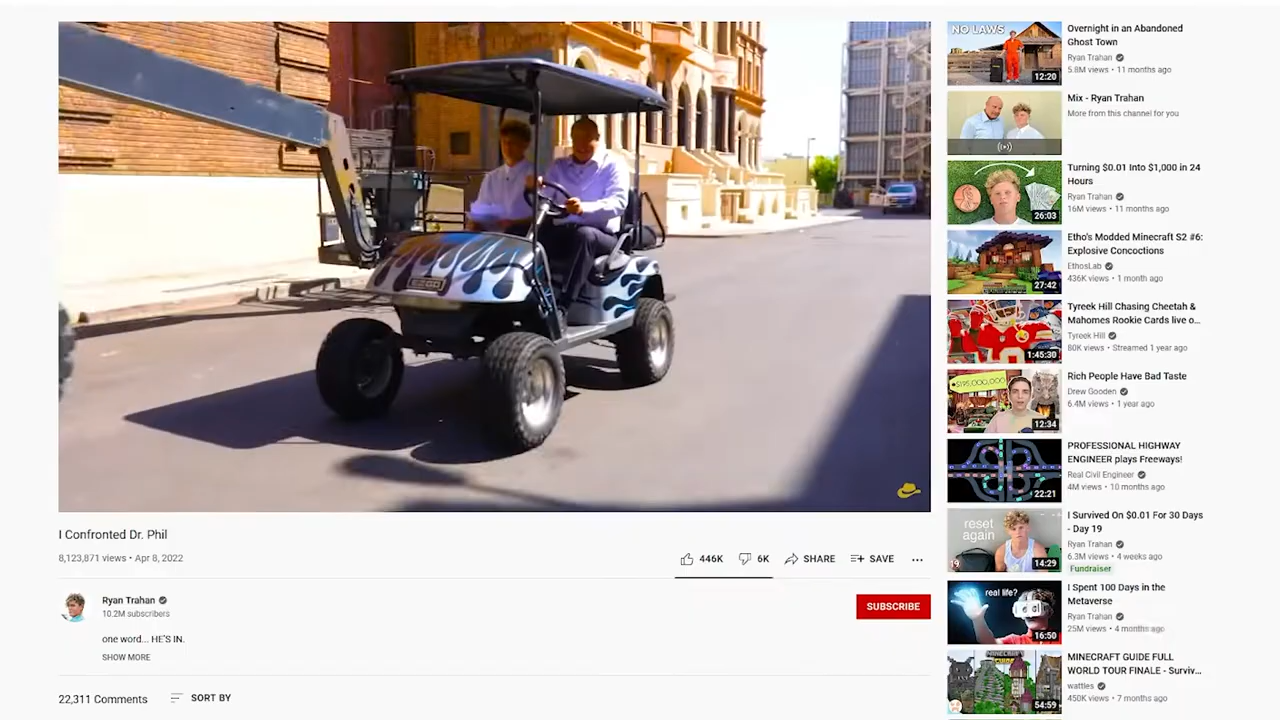 EZGO
I Confronted Dr. Phil
8,123,871 views • Apr 8, 2022
446K
6K
SHARE
SAVE
Ryan Trahan
10.2M subscribers
SUBSCRIBE
one word... HE'S IN.
SHOW MORE
22,311 Comments
SORT BY
NO LAWS
12:20
Overnight in an Abandoned
Ghost Town
Ryan Trahan
5.8M views • 11 months ago
Mix - Ryan Trahan
More from this channel for you
26:03
Turning $0.01 Into $1,000 in 24
Hours
Ryan Trahan
16M views • 11 months ago
27:42
Etho's Modded Minecraft S2 #6:
Explosive Concoctions
EthosLab
436K views • 1 month ago
1:45:30
Tyreek Hill Chasing Cheetah &
Mahomes Rookie Cards live o...
Tyreek Hill
80K views • Streamed 1 year ago
$195,000,000
12:34
Rich People Have Bad Taste
Drew Gooden
6.4M views • 1 year ago
22:21
PROFESSIONAL HIGHWAY
ENGINEER plays Freeways!
Real Civil Engineer
4M views • 10 months ago
reset
again
19
14:29
I Survived On $0.01 For 30 Days
- Day 19
Ryan Trahan
6.3M views • 4 weeks ago
Fundraiser
real life?
16:50
I Spent 100 Days in the
Metaverse
Ryan Trahan
25M views • 4 months ago
MINECRAFT
GUIDE
54:59
MINECRAFT GUIDE FULL
WORLD TOUR FINALE - Surviv...
wattles
450K views • 7 months ago